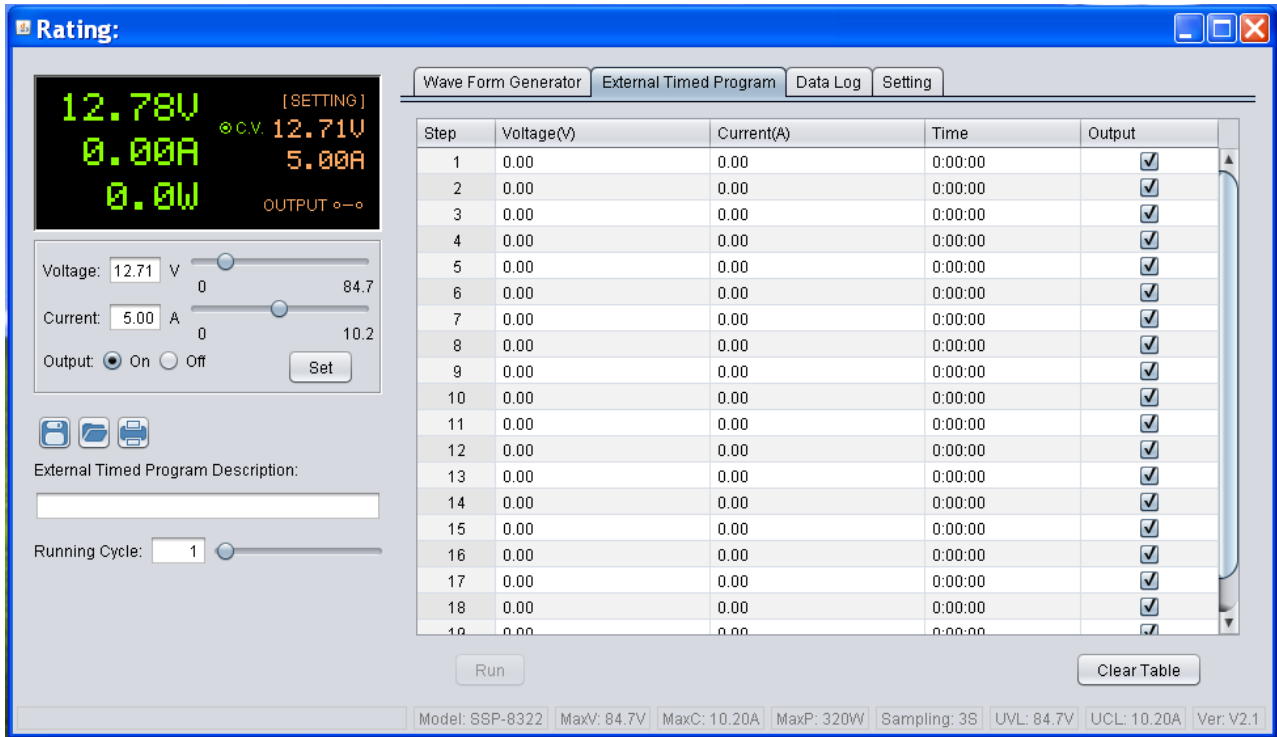 Rating:
12.78V
[SETTING]
C.V. 12.71V
0.00A
5.00A
0.0W
OUTPUT
Voltage: 12.71 V
0 84.7
Current: 5.00 A
0 10.2
Output: On Off
Set
External Timed Program Description:
Running Cycle: 1
Wave Form Generator External Timed Program Data Log Setting
Step Voltage(V) Current(A) Time Output
1 0.00 0.00 0:00:00
2 0.00 0.00 0:00:00
3 0.00 0.00 0:00:00
4 0.00 0.00 0:00:00
5 0.00 0.00 0:00:00
6 0.00 0.00 0:00:00
7 0.00 0.00 0:00:00
8 0.00 0.00 0:00:00
9 0.00 0.00 0:00:00
10 0.00 0.00 0:00:00
11 0.00 0.00 0:00:00
12 0.00 0.00 0:00:00
13 0.00 0.00 0:00:00
14 0.00 0.00 0:00:00
15 0.00 0.00 0:00:00
16 0.00 0.00 0:00:00
17 0.00 0.00 0:00:00
18 0.00 0.00 0:00:00
19 0.00 0.00 0:00:00
Run
Clear Table
Model: SSP-8322 MaxV: 84.7V MaxC: 10.20A MaxP: 320W Sampling: 3S UVL: 84.7V UCL: 10.20A Ver: V2.1